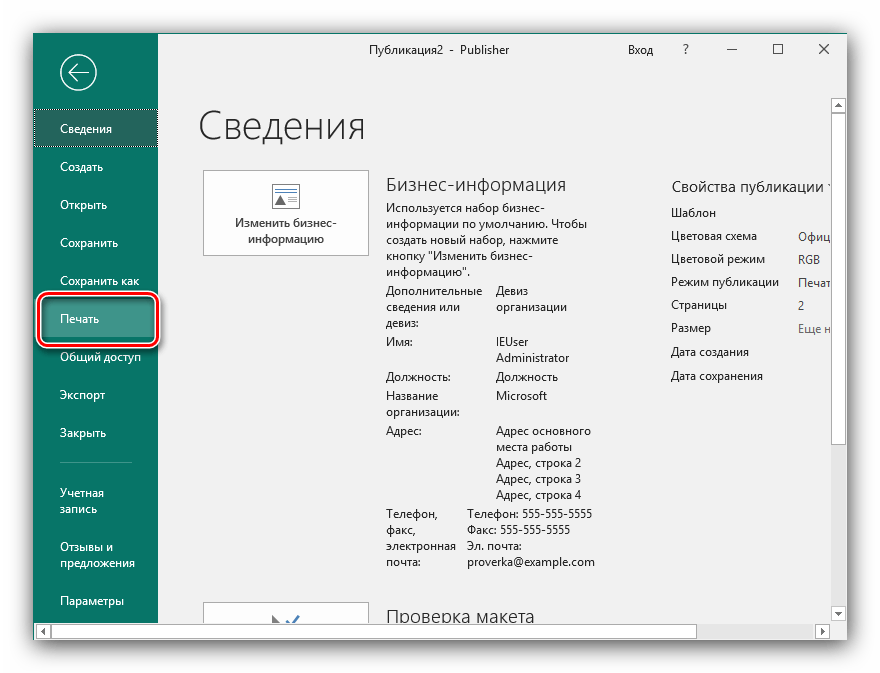 Публикация2 - Publisher
Вход
?
Сведения
Создать
Открыть
Сохранить
Сохранить как
Печать
Общий доступ
Экспорт
Закрыть
Учетная
запись
Отзывы и
предложения
Параметры
Сведения
Изменить бизнес-
информацию
Бизнес-информация
Используется набор бизнес-
информации по умолчанию. Чтобы
создать новый набор, нажмите
кнопку "Изменить бизнес-
информацию".
Дополнительные Девиз
сведения или организации
девиз:
Имя: IEUser
Administrator
Должность: Должность
Название Microsoft
организации:
Адрес: Адрес основного
места работы
Адрес, строка 2
Адрес, строка 3
Адрес, строка 4
Телефон, Телефон: 555-555-5555
факс, Факс: 555-555-5555
электронная Эл. почта:
почта: proverka@example.com
Проверка макета
Свойства публикации
Шаблон
Цветовая схема Офиц
Цветовой режим RGB
Режим публикации Печат
Страницы 2
Размер Еще н
Дата создания
Дата сохранения